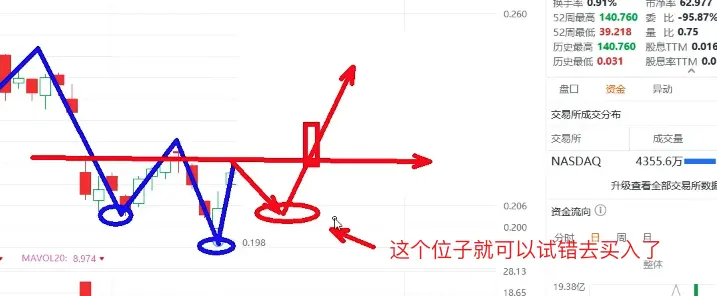 换手率 0.91% 市净率 62.977
0.260
52周最高 140.760 委 比 -95.87%
52周最低 39.218 量 比 0.75
历史最高 140.760 股息TTM 0.016
历史最低 0.031 股息率TTM 0.01
盘口 资金 异动
交易所成交分布
交易所 成交量
NASDAQ 4355.6万
升级查看全部交易所数据
0.206
资金流向
0.200
分时 日 周 月
0.198
这个位子就可以试错去买入了
整体
MAVOL20: 8.974
28.13
19.38亿
18.65